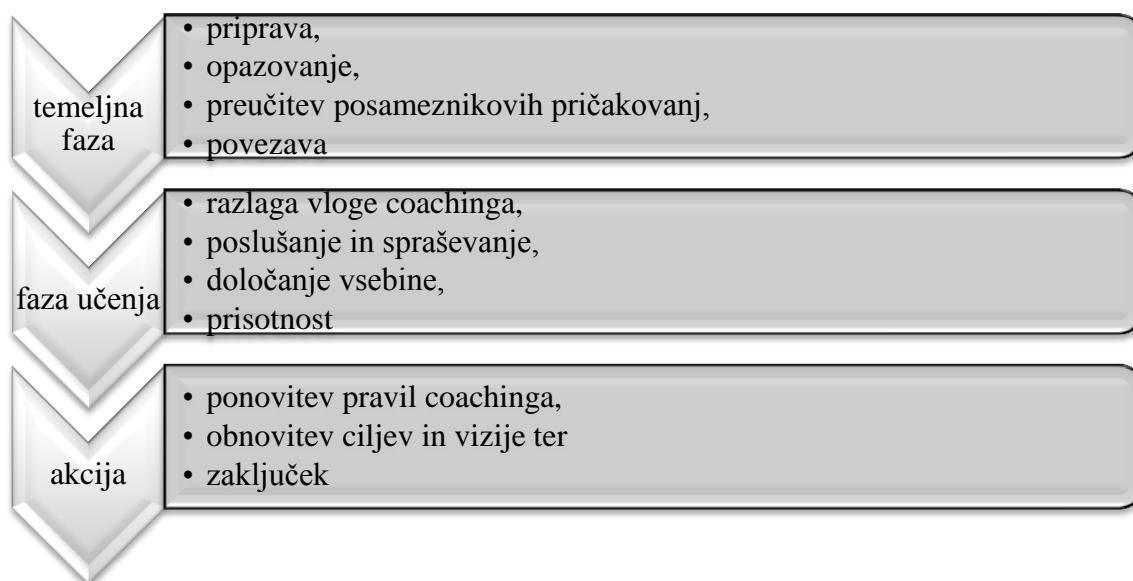 temeljna
faza
• priprava,
• opazovanje,
• preučitev posameznikovih pričakovanj,
• povezava
faza učenja
• razlaga vloge coachinga,
• poslušanje in spraševanje,
• določanje vsebine,
• prisotnost
akcija
• ponovitev pravil coachinga,
• obnovitev ciljev in vizije ter
• zaključek